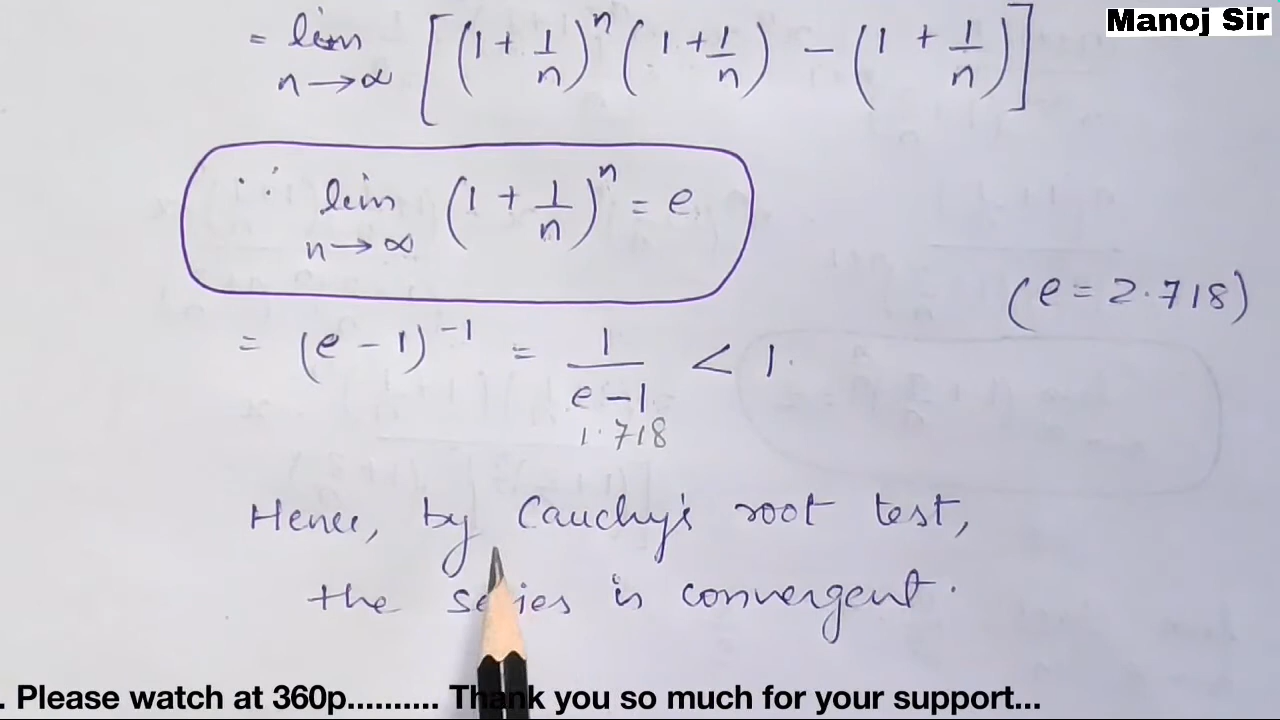 Manoj Sir
= lim n→∞ [(1 + 1/n)^n (1 + 1/n) − (1 + 1/n)]
∵ lim n→∞ (1 + 1/n)^n = e
(e = 2.718)
= (e − 1)^−1 = 1/(e − 1) < 1.
1.718
Hence, by Cauchy's root test,
the series is convergent.
. Please watch at 360p.......... Thank you so much for your support...